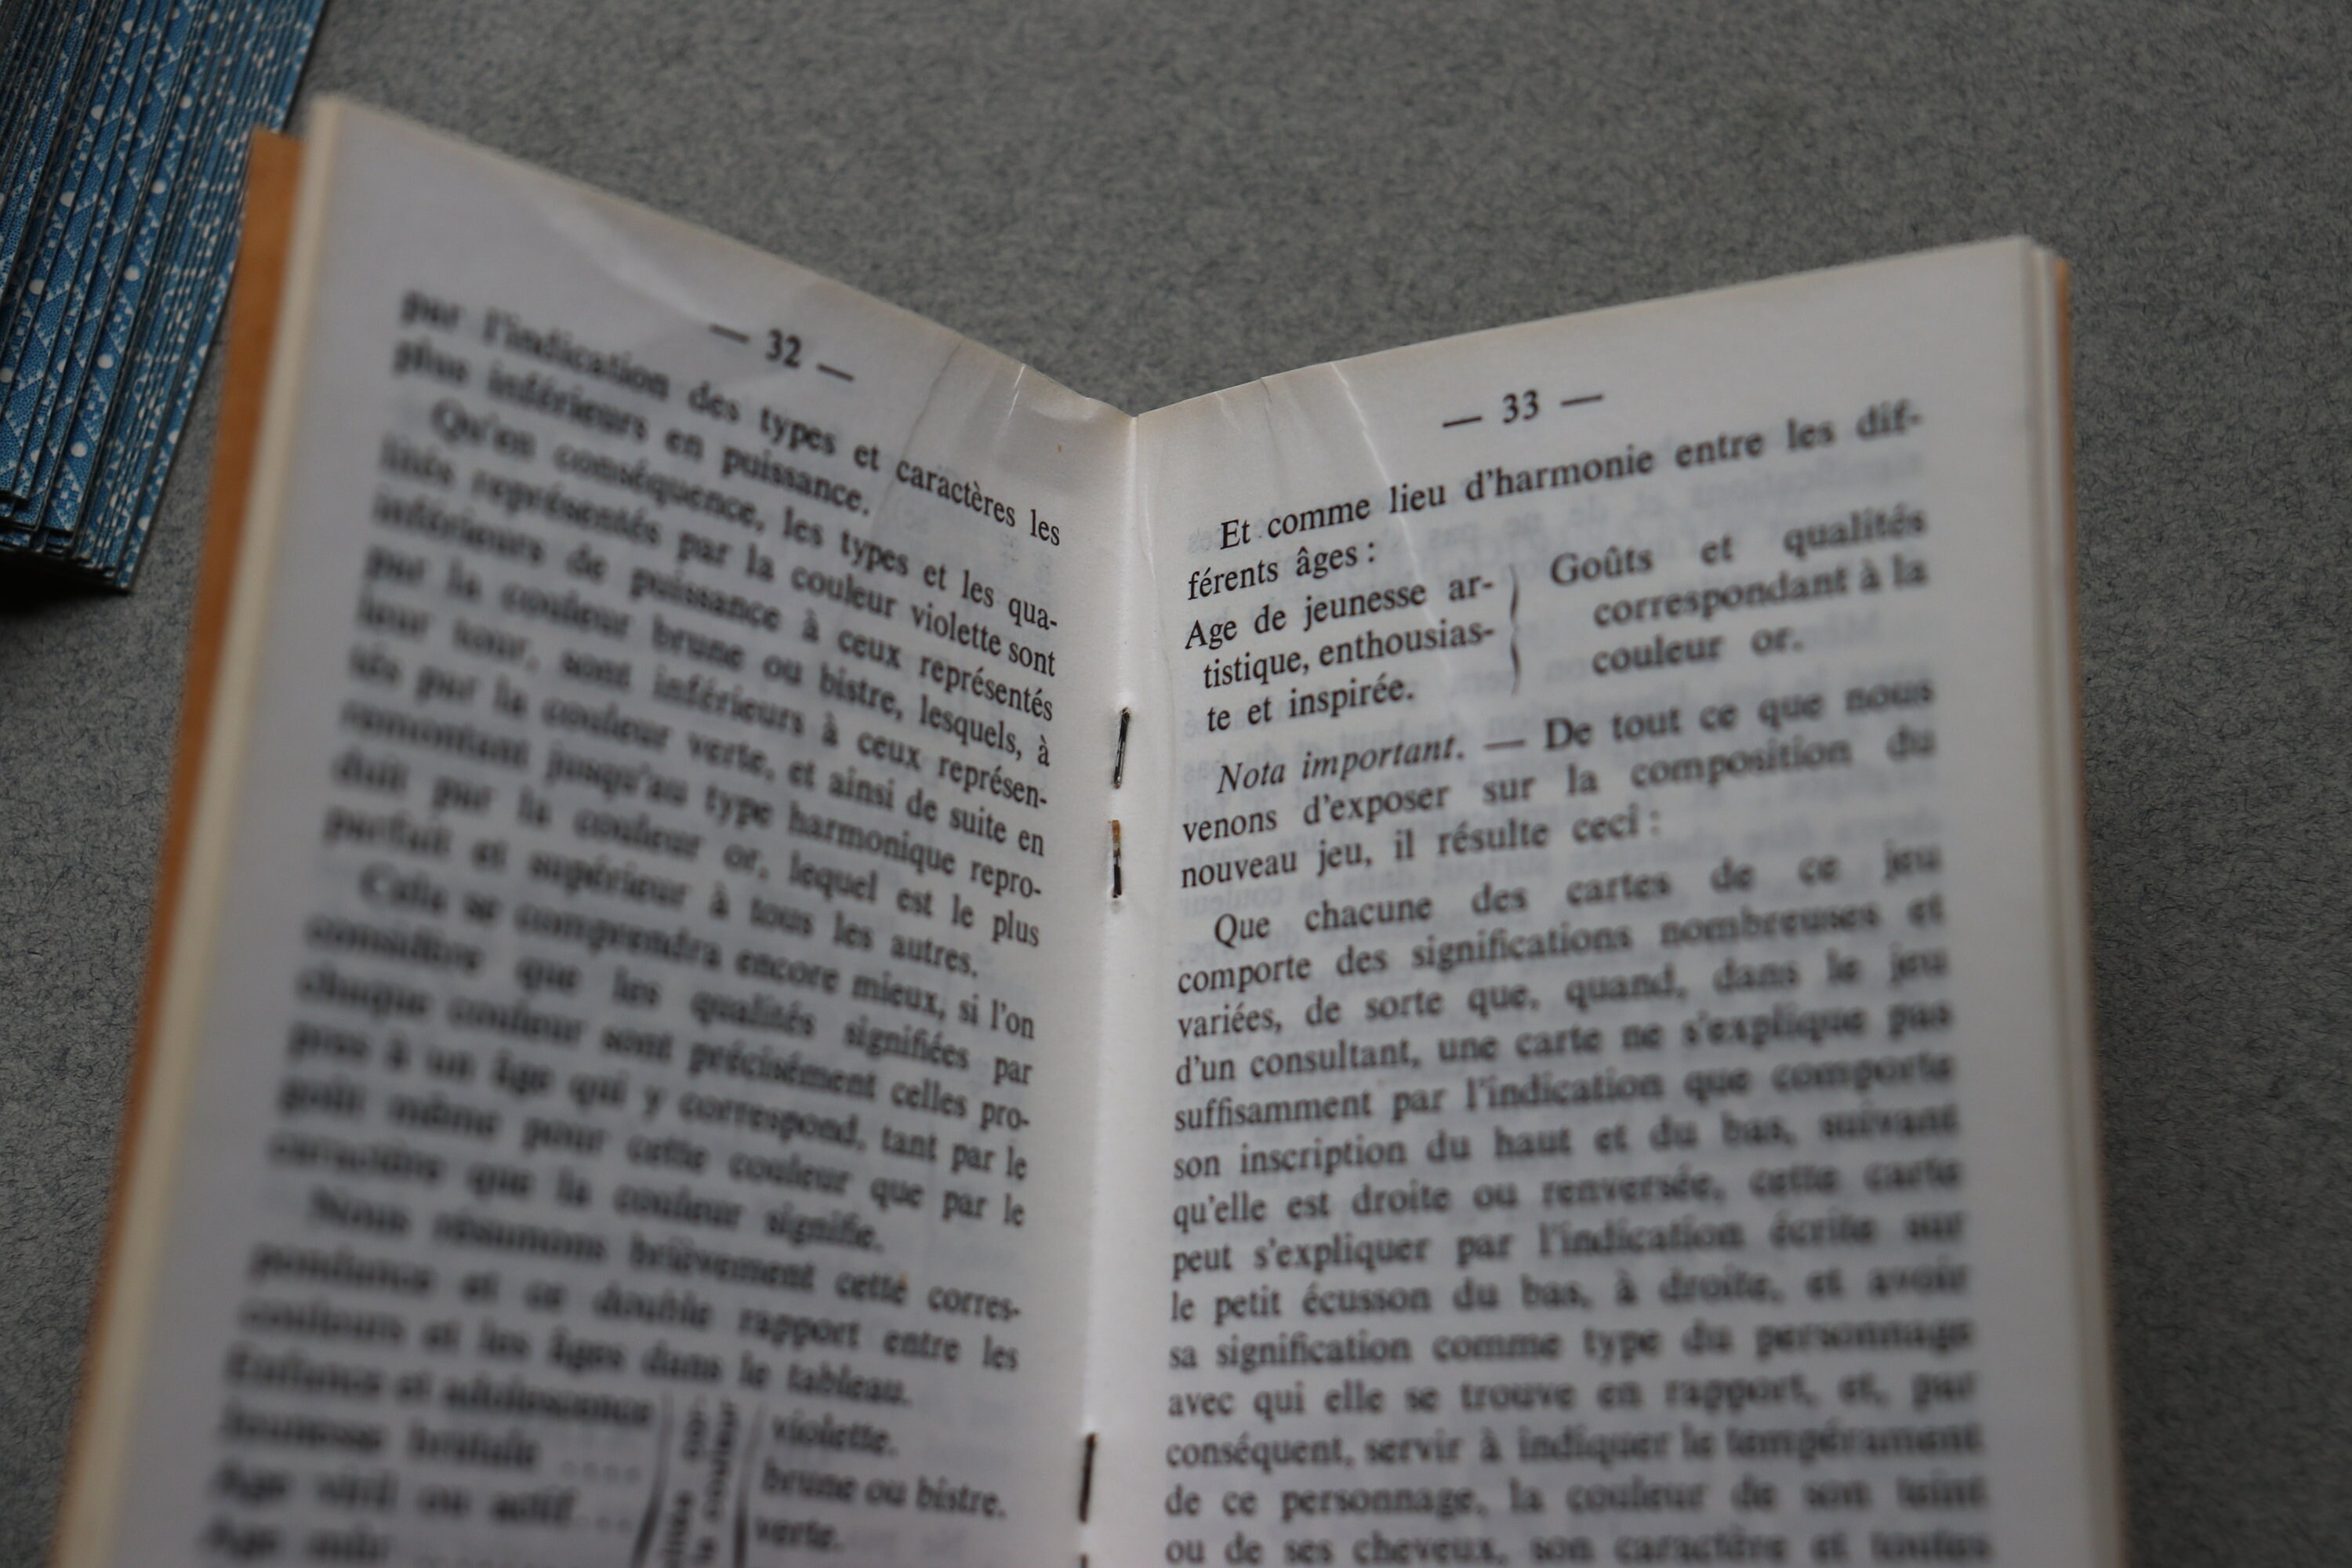 — 32 —
par l'indication des types et caractères les
plus inférieurs en puissance.
Qu'en conséquence, les types et les qua-
lités représentés par la couleur violette sont
inférieurs de puissance à ceux représentés
par la couleur brune ou bistre, lesquels, à
leur tour, sont inférieurs à ceux représen-
tés par la couleur verte, et ainsi de suite en
remontant jusqu'au type harmonique repro-
duit par la couleur or, lequel est le plus
parfait et supérieur à tous les autres.
Cela se comprendra encore mieux, si l'on
considère que les qualités signifiées par
chaque couleur sont précisément celles pro-
pres à un âge qui y correspond, tant par le
goût même pour cette couleur que par le
caractère que la couleur signifie.
Nous résumons brièvement cette corres-
pondance et ce double rapport entre les
couleurs et les âges dans le tableau.
Enfance et adolescence violette.
Jeunesse brutale .... brune ou bistre.
Age viril ou actif... verte.
Age mûr
la couleur
— 33 —
Et comme lieu d'harmonie entre les dif-
férents âges :
Age de jeunesse ar-
tistique, enthousias-
te et inspirée.
Goûts et qualités
correspondant à la
couleur or.
Nota important. — De tout ce que nous
venons d'exposer sur la composition du
nouveau jeu, il résulte ceci :
Que chacune des cartes de ce jeu
comporte des significations nombreuses et
variées, de sorte que, quand, dans le jeu
d'un consultant, une carte ne s'explique pas
suffisamment par l'indication que comporte
son inscription du haut et du bas, suivant
qu'elle est droite ou renversée, cette carte
peut s'expliquer par l'indication écrite sur
le petit écusson du bas, à droite, et avoir
sa signification comme type du personnage
avec qui elle se trouve en rapport, et, par
conséquent, servir à indiquer le tempérament
de ce personnage, la couleur de son teint
ou de ses cheveux, son caractère et toutes